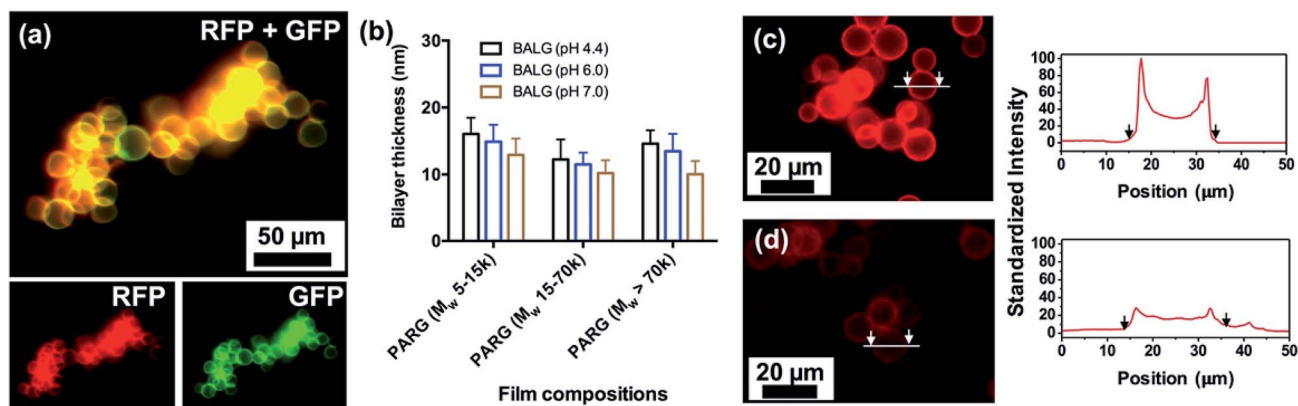 (a)
RFP + GFP
50 µm
RFP
GFP
(b)
Bilayer thickness (nm)
30
20
10
0
BALG (pH 4.4)
BALG (pH 6.0)
BALG (pH 7.0)
PARG (Mw 5-15k)
PARG (Mw 15-70k)
PARG (Mw > 70k)
Film compositions
(c)
20 µm
(d)
20 µm
Standardized Intensity
100
80
60
40
20
0
0 10 20 30 40 50
Position (µm)
100
80
60
40
20
0
0 10 20 30 40 50
Position (µm)